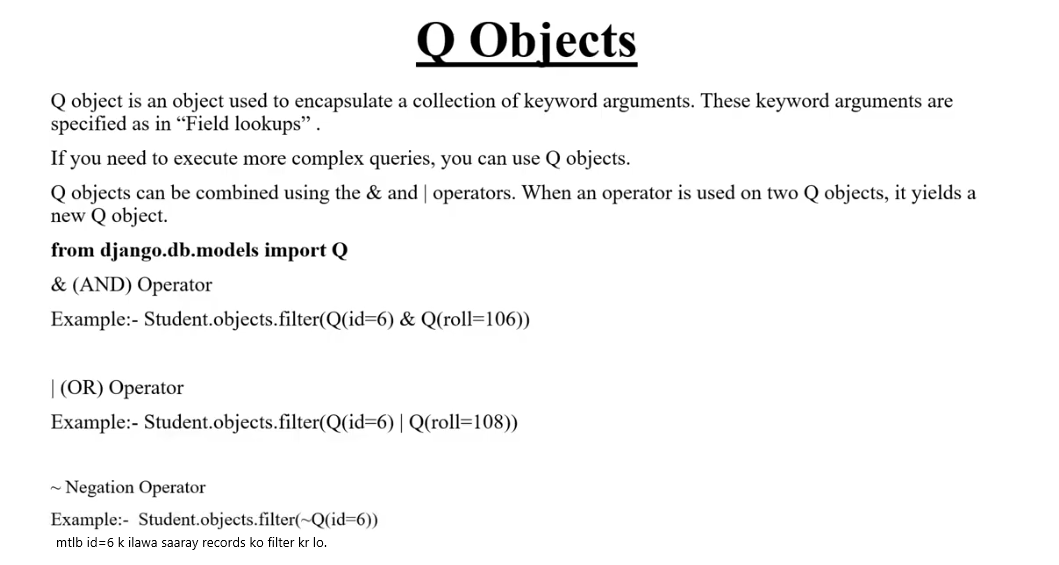 Q Objects
Q object is an object used to encapsulate a collection of keyword arguments. These keyword arguments are
specified as in “Field lookups” .
If you need to execute more complex queries, you can use Q objects.
Q objects can be combined using the & and | operators. When an operator is used on two Q objects, it yields a
new Q object.
from django.db.models import Q
& (AND) Operator
Example:- Student.objects.filter(Q(id=6) & Q(roll=106))
| (OR) Operator
Example:- Student.objects.filter(Q(id=6) | Q(roll=108))
~ Negation Operator
Example:- Student.objects.filter(~Q(id=6))
mtlb id=6 k ilawa saaray records ko filter kr lo.